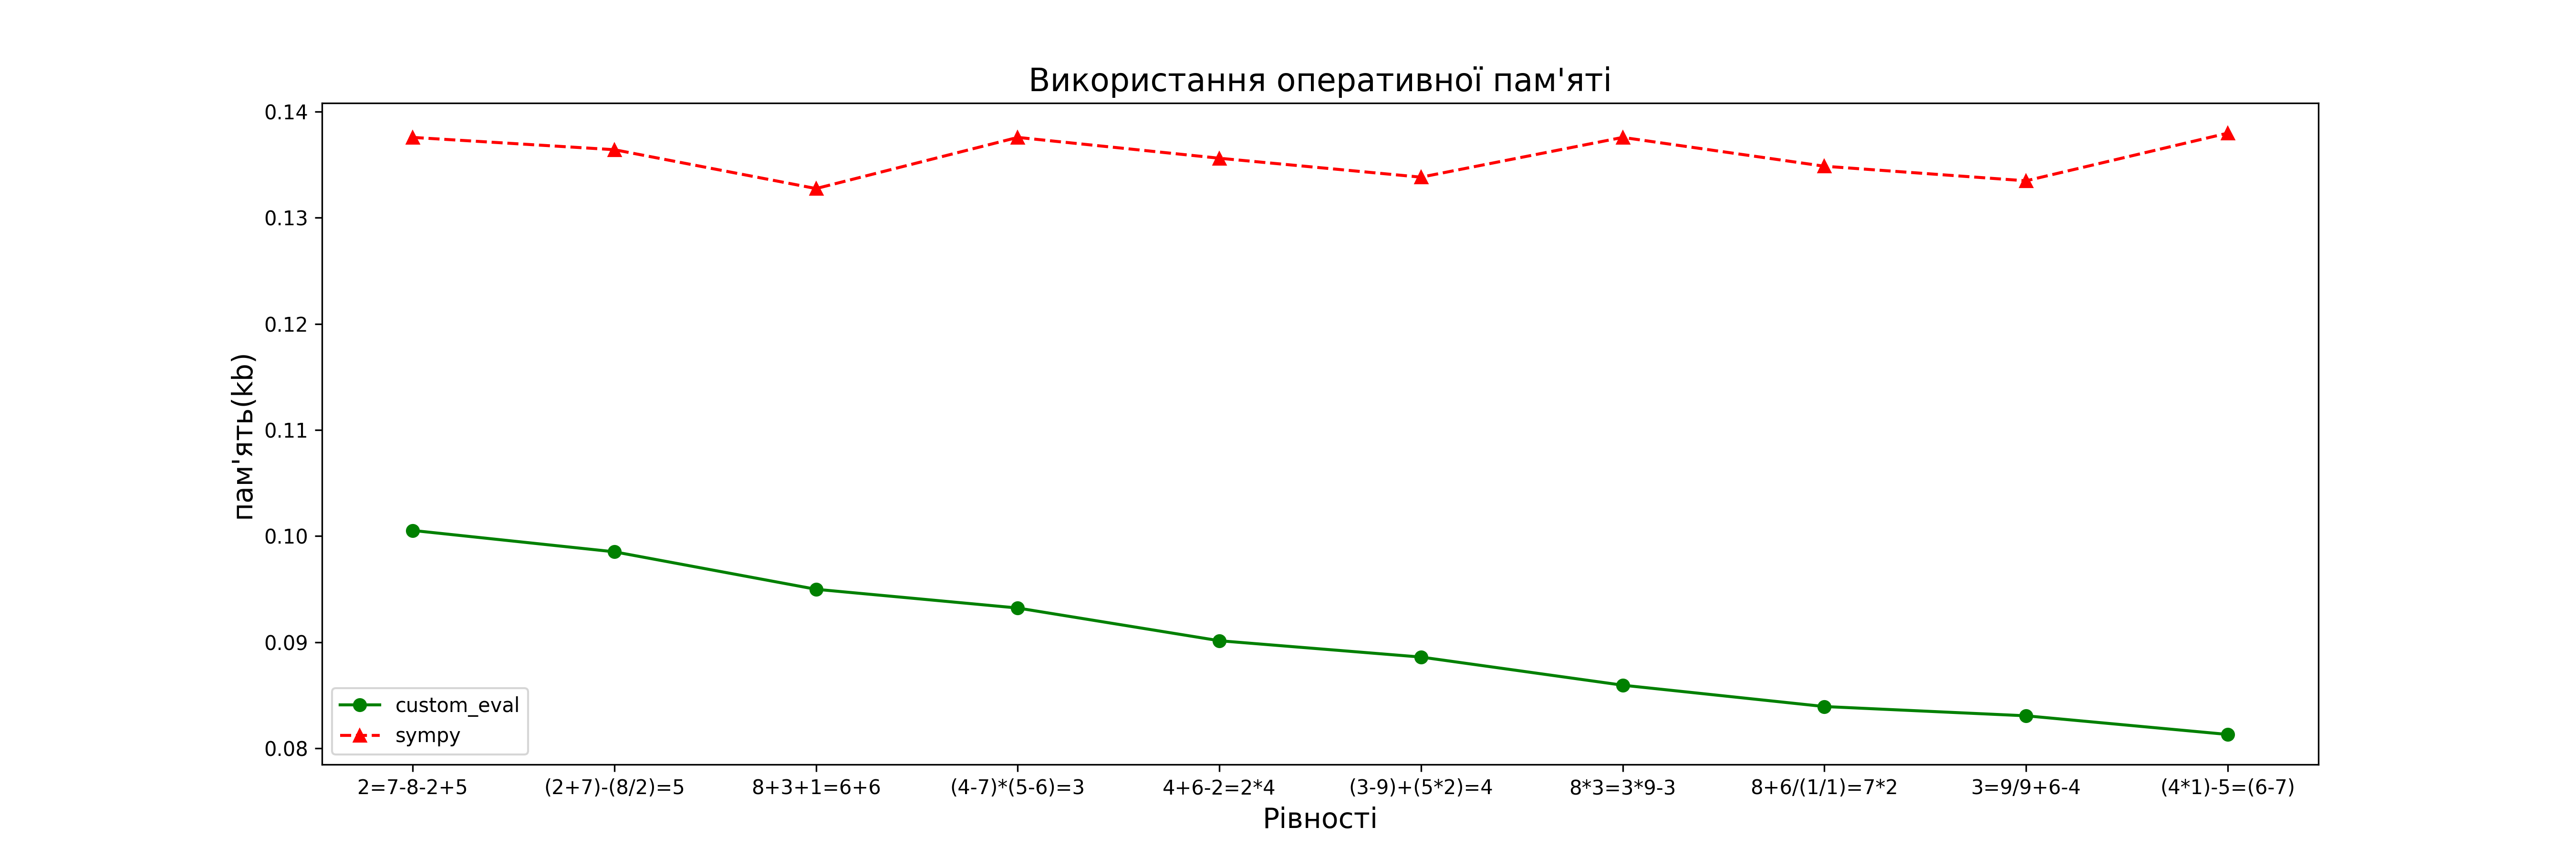 Використання оперативної пам'яті
0.14
0.13
0.12
0.11
0.10
0.09
0.08
пам'ять(kb)
custom_eval
sympy
2=7-8-2+5 (2+7)-(8/2)=5 8+3+1=6+6 (4-7)*(5-6)=3 4+6-2=2*4 (3-9)+(5*2)=4 8*3=3*9-3 8+6/(1/1)=7*2 3=9/9+6-4 (4*1)-5=(6-7)
Рівності